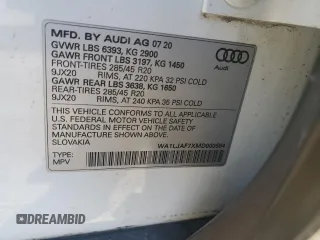 MFD. BY AUDI AG 07 20
GVWR LBS 6393, KG 2900
GAWR FRONT LBS 3197, KG 1450
FRONT-TIRES 285/45 R20
9JX20 RIMS, AT 220 KPA 32 PSI COLD
GAWR REAR LBS 3638, KG 1650
REAR-TIRES 285/45 R20
9JX20 RIMS, AT 240 KPA 35 PSI COLD
Audi
THIS VEHICLE CONFORMS TO ALL APPLICABLE
U.S. FEDERAL MOTOR VEHICLE SAFETY
STANDARDS IN EFFECT ON THE DATE OF
MANUFACTURE SHOWN ABOVE.
SLOVAKIA
TYPE:
MPV
DREAMBID
dreambid.com